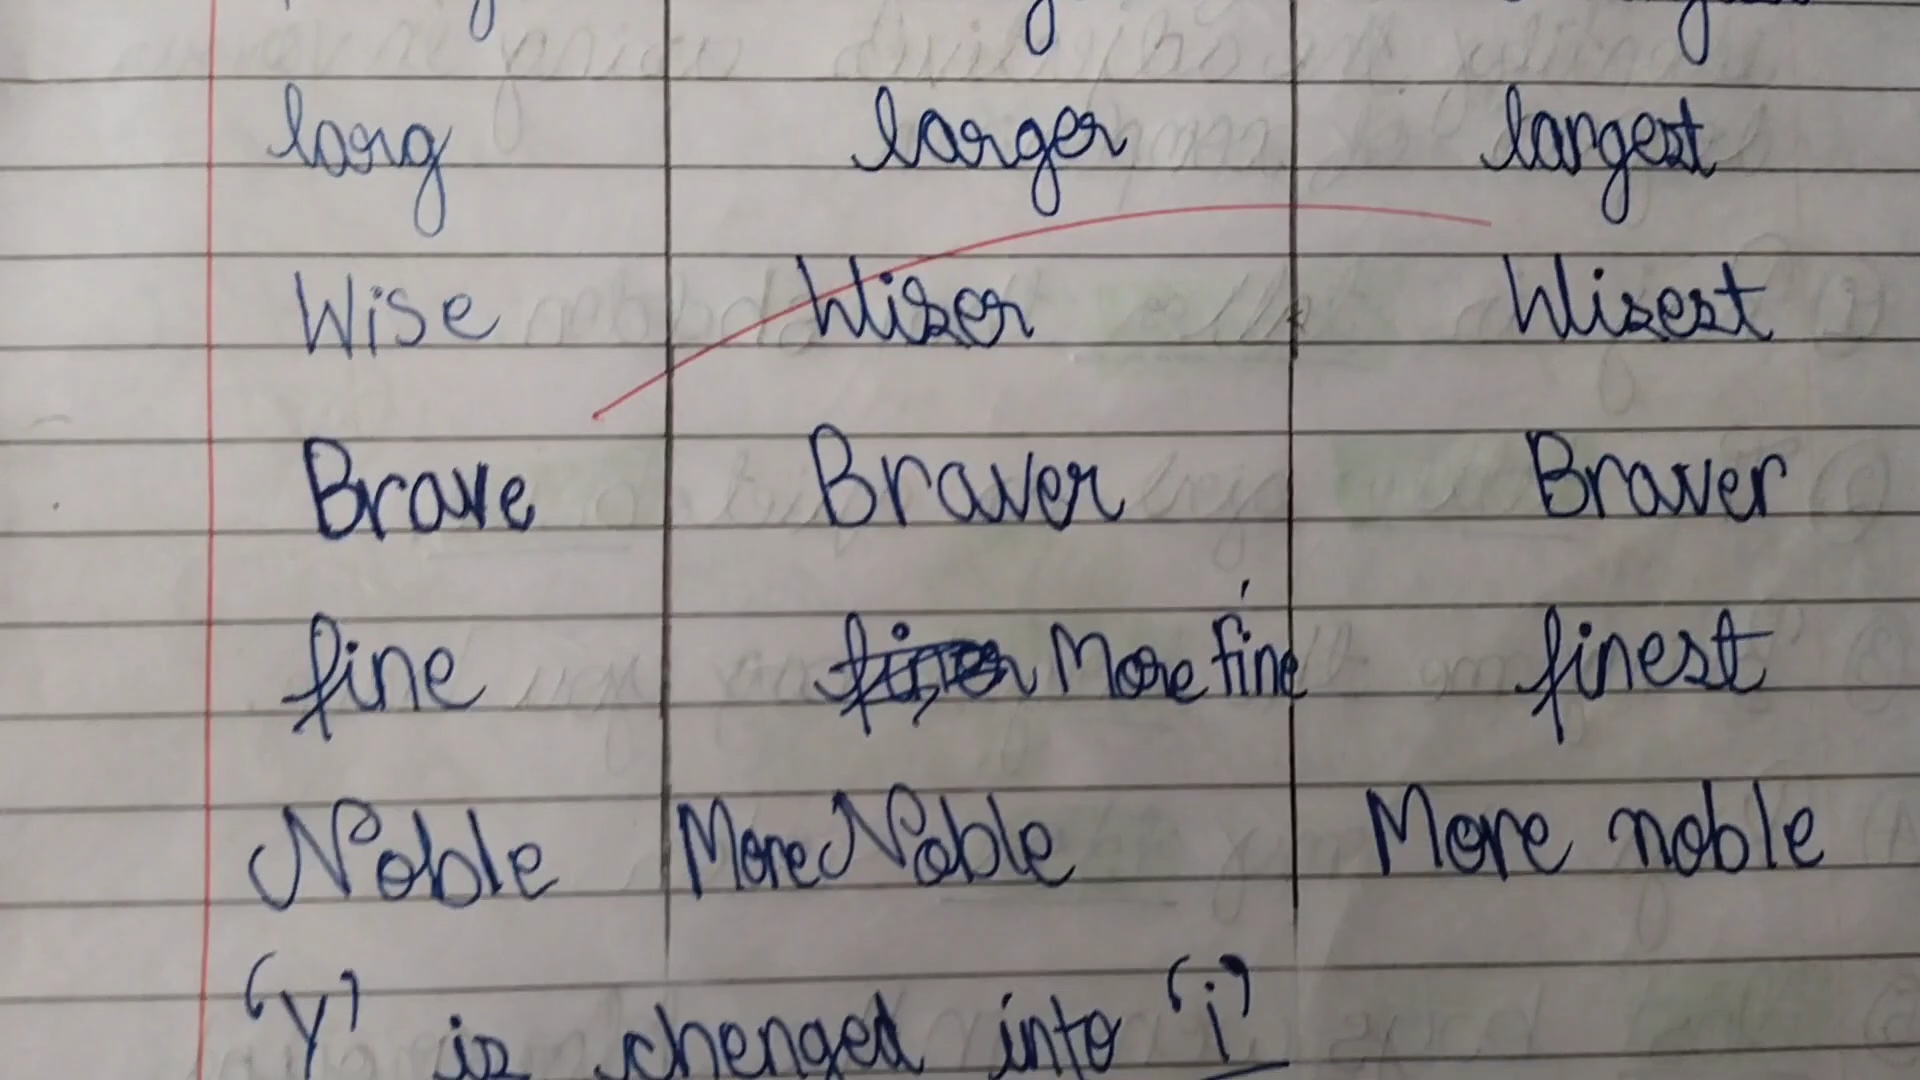 long larger largest
Wise Wiser Wisest
Brave Braver Braver
fine More fine finest
Noble More Noble More noble
'Y' is chenged into 'i'